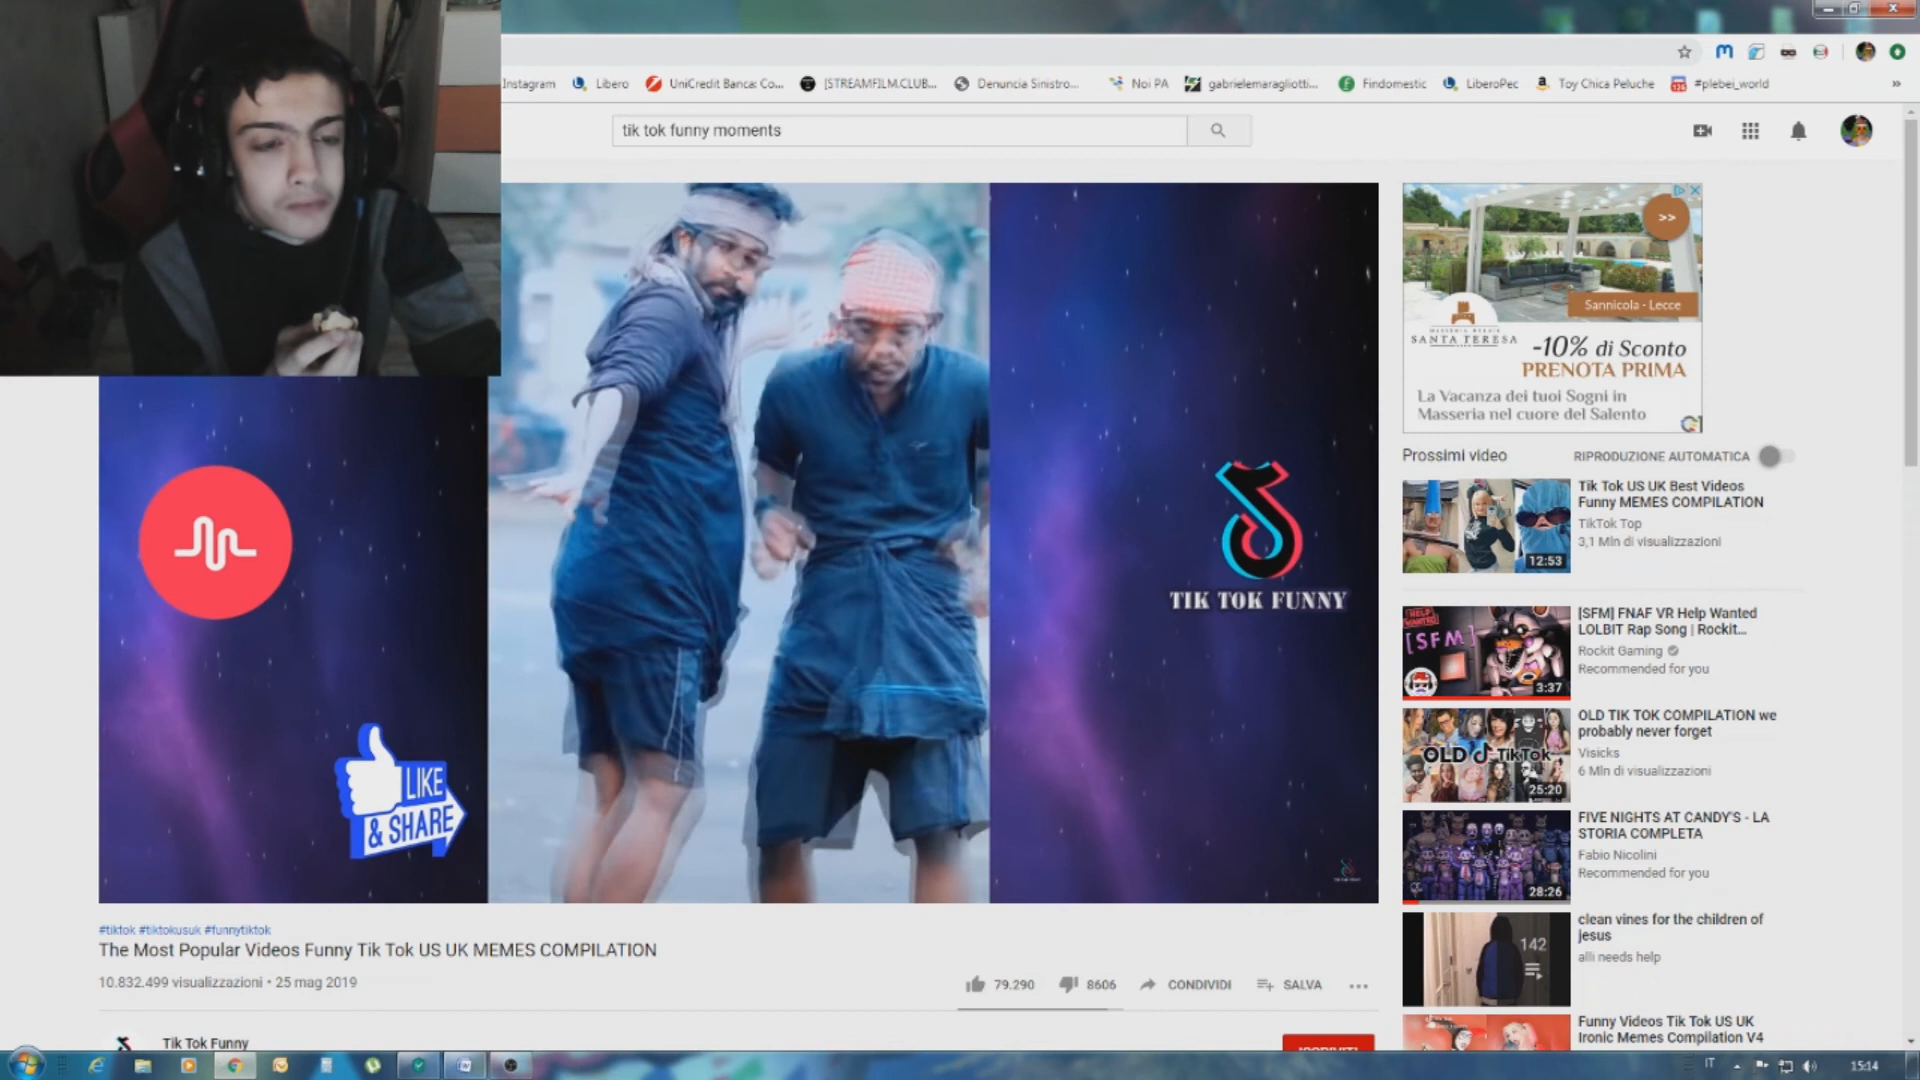 Instagram
Libero
UniCredit Banca: Co...
[STREAMFILM.CLUB...
Denuncia Sinistro...
Noi PA
gabrielemaragliotti...
Findomestic
LiberoPec
Toy Chica Peluche
#plebei_world
»
tik tok funny moments
>>
Sannicola - Lecce
SANTA TERESA
-10% di Sconto
PRENOTA PRIMA
La Vacanza dei tuoi Sogni in
Masseria nel cuore del Salento
LIKE
& SHARE
TIK TOK FUNNY
Prossimi video
RIPRODUZIONE AUTOMATICA
Tik Tok US UK Best Videos
Funny MEMES COMPILATION
TikTok Top
3,1 Mln di visualizzazioni
12:53
HELP WANTED
[SFM]
3:37
[SFM] FNAF VR Help Wanted
LOLBIT Rap Song | Rockit...
Rockit Gaming
Recommended for you
OLD TikTok
25:20
OLD TIK TOK COMPILATION we
probably never forget
Visicks
6 Mln di visualizzazioni
28:26
FIVE NIGHTS AT CANDY'S - LA
STORIA COMPLETA
Fabio Nicolini
Recommended for you
142
clean vines for the children of
jesus
alli needs help
Funny Videos Tik Tok US UK
Ironic Memes Compilation V4
#tiktok #tiktokusuk #funnytiktok
The Most Popular Videos Funny Tik Tok US UK MEMES COMPILATION
10.832.499 visualizzazioni • 25 mag 2019
79.290
8606
CONDIVIDI
SALVA
Tik Tok Funny
IT
15:14